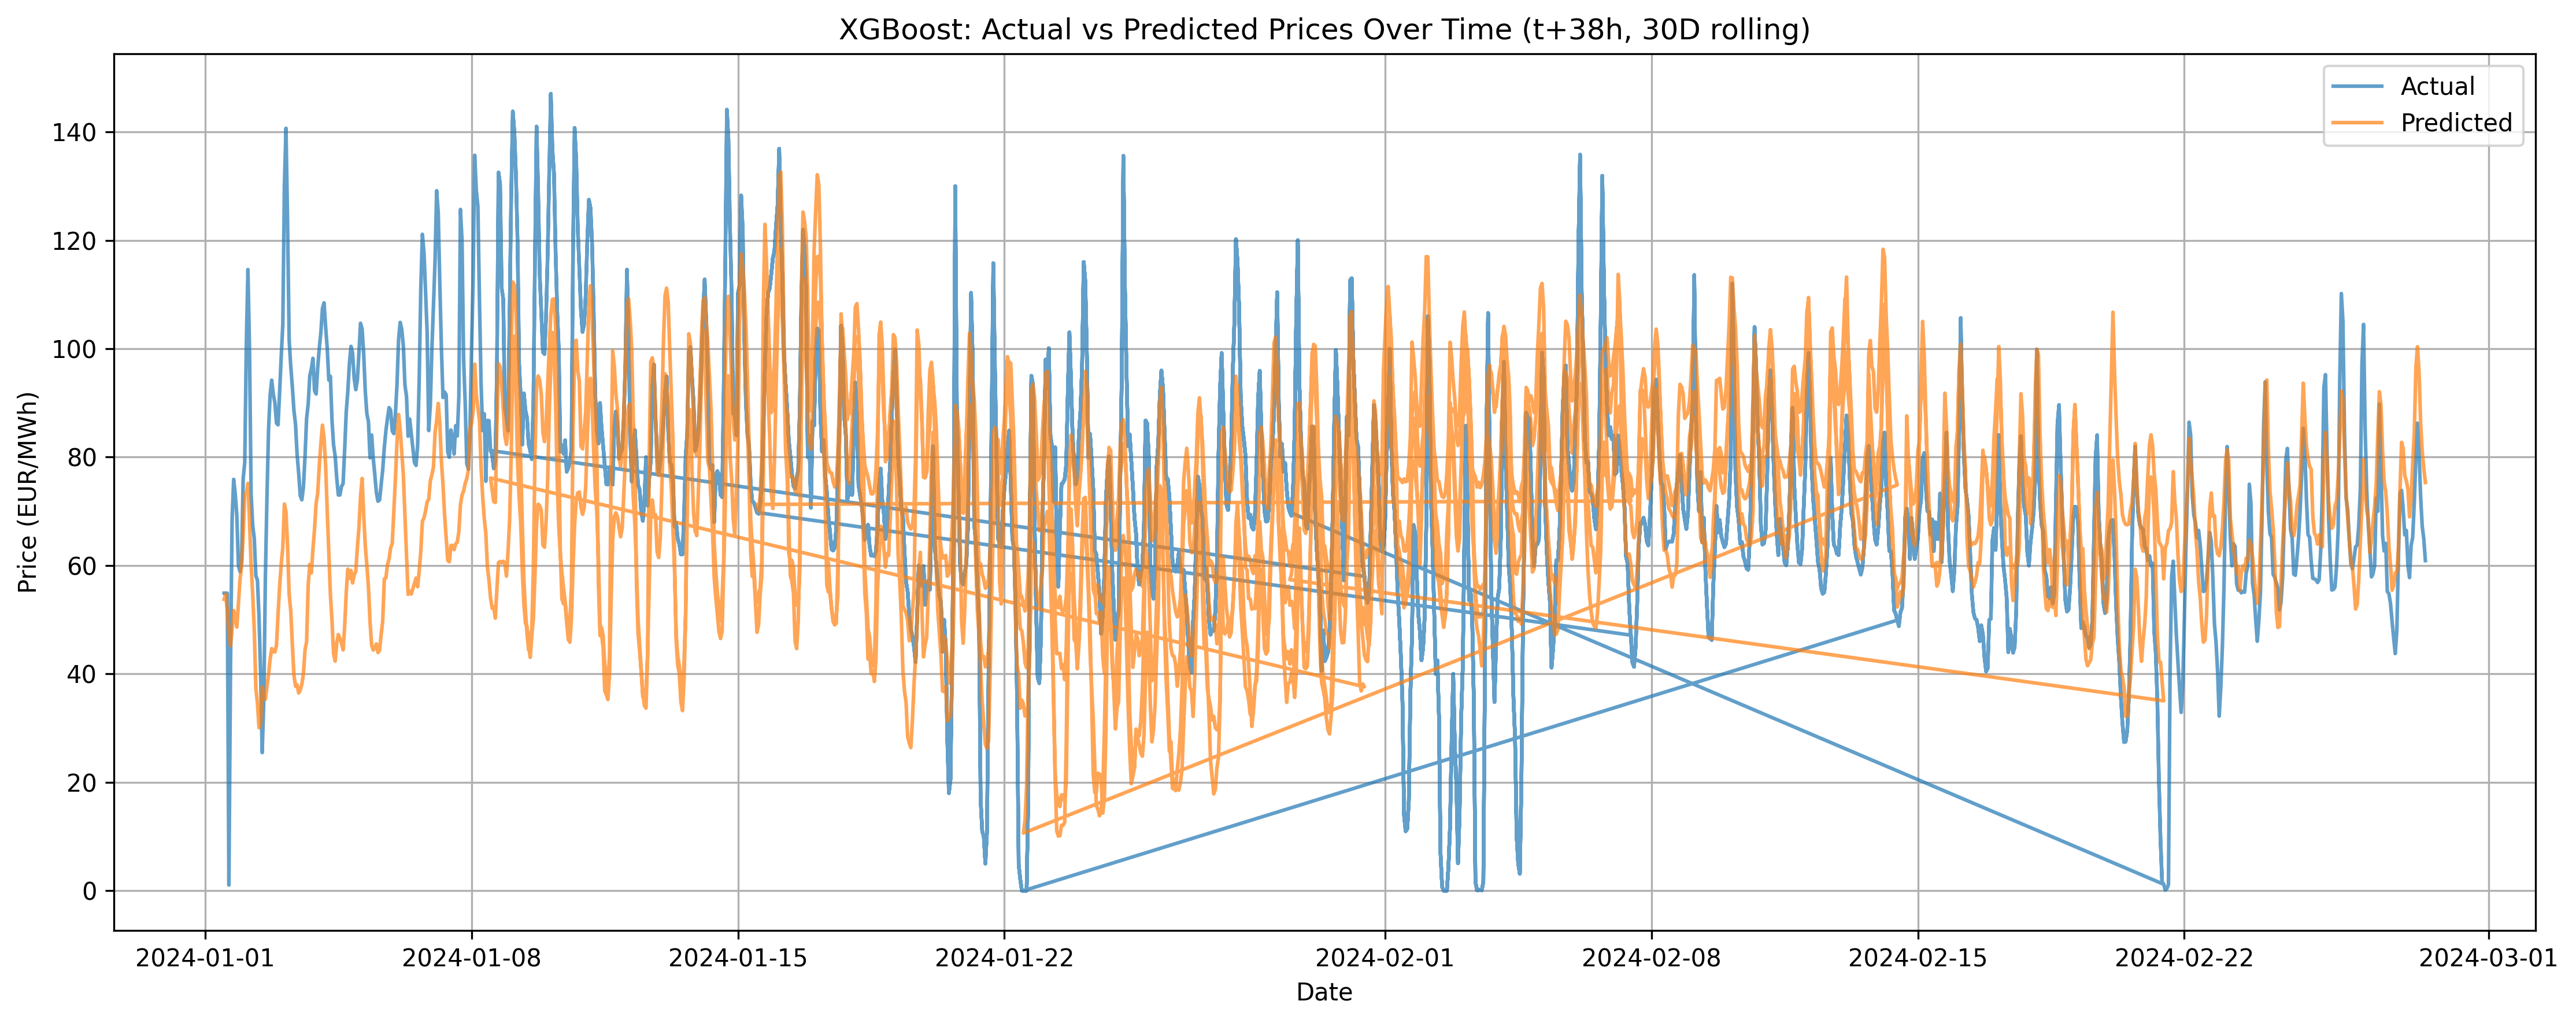 XGBoost: Actual vs Predicted Prices Over Time (t+38h, 30D rolling)
Actual
Predicted
Price (EUR/MWh)
140
120
100
80
60
40
20
0
2024-01-01 2024-01-08 2024-01-15 2024-01-22 2024-02-01 2024-02-08 2024-02-15 2024-02-22 2024-03-01
Date